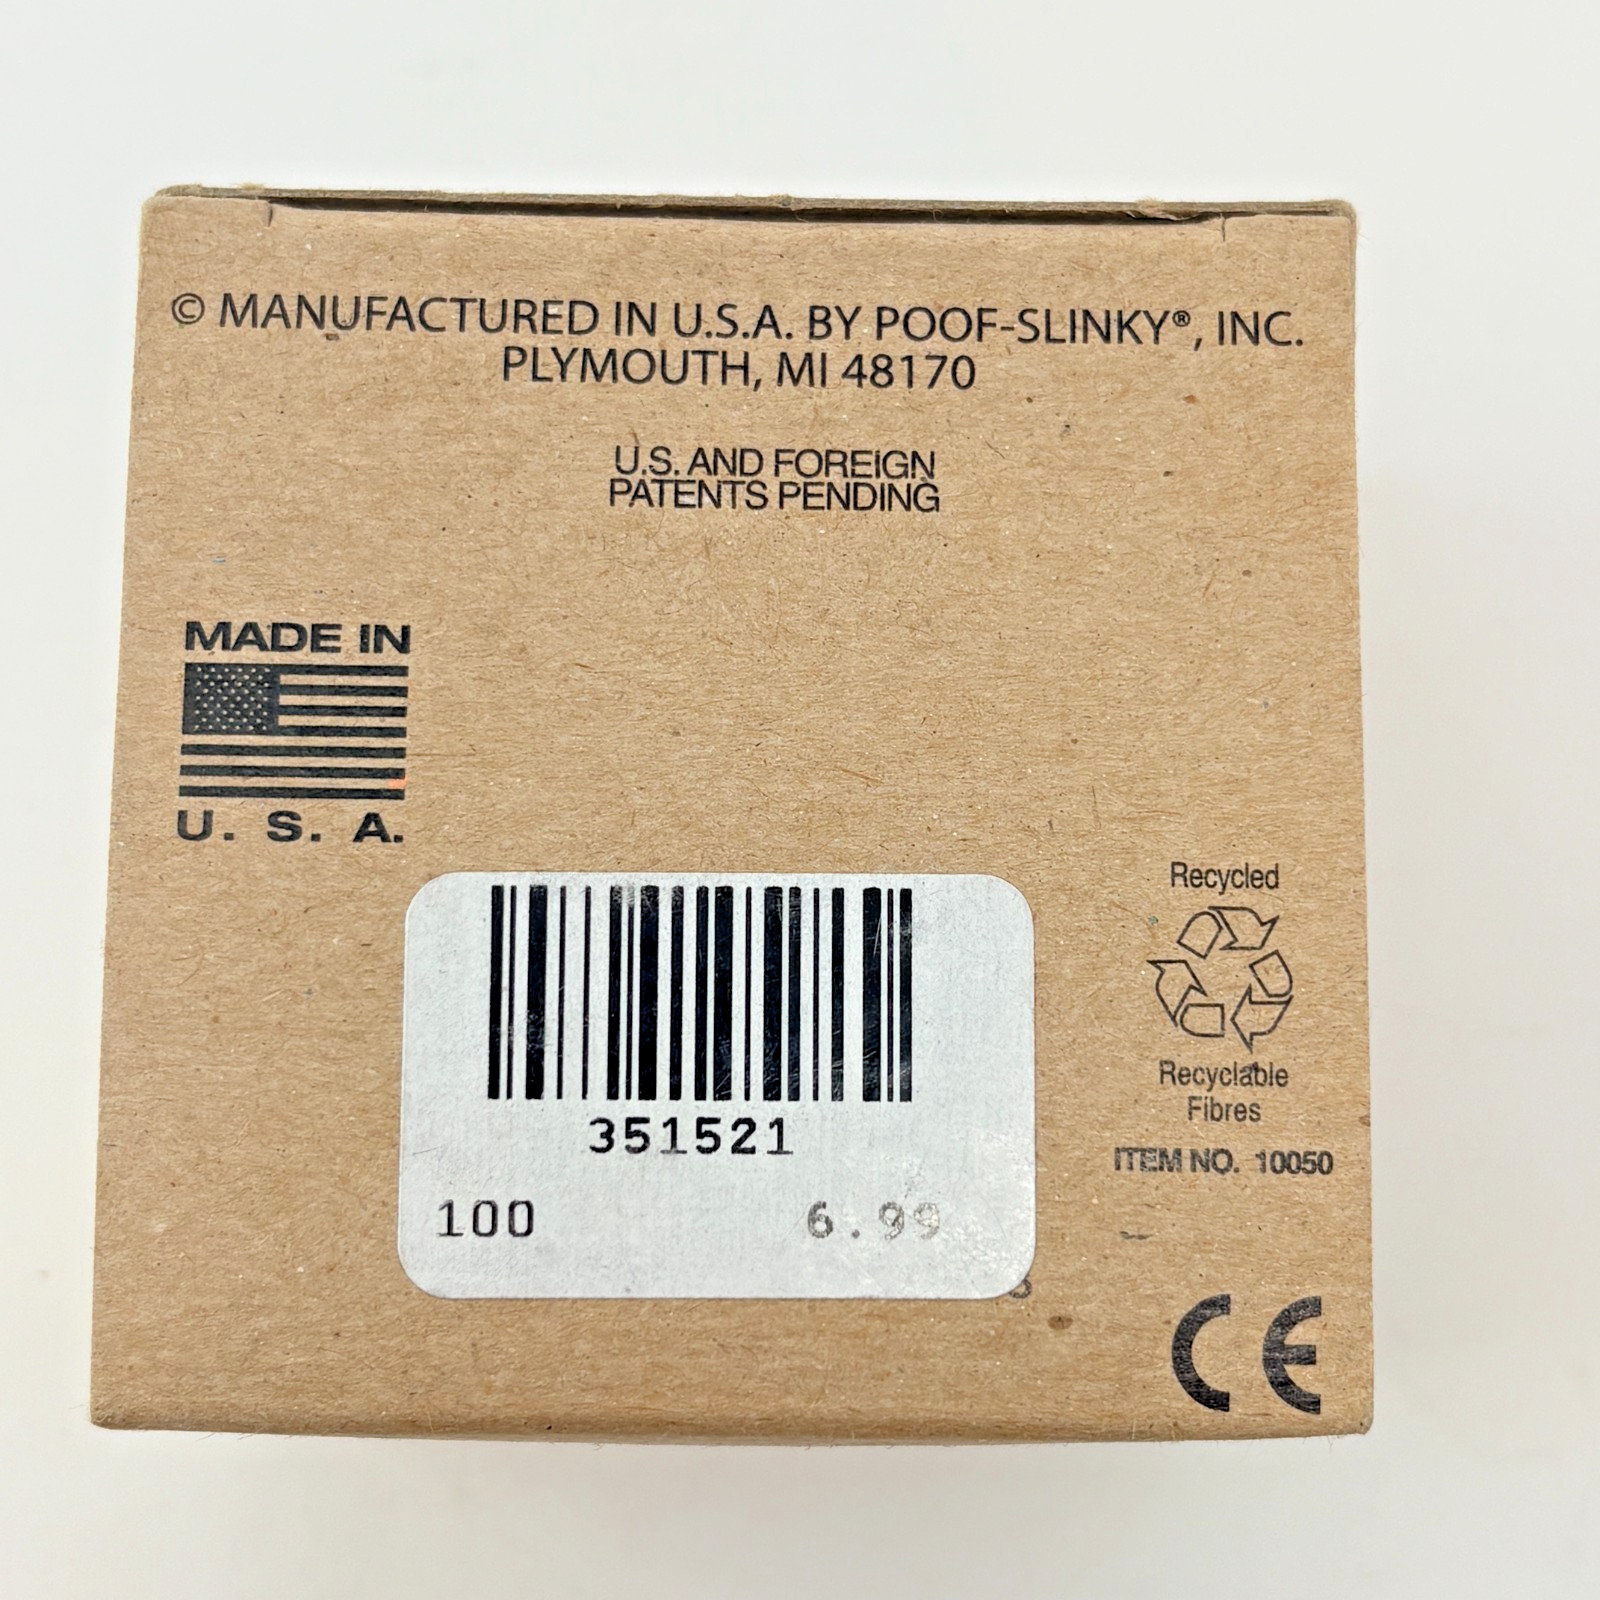 © MANUFACTURED IN U.S.A. BY POOF-SLINKY®, INC.
PLYMOUTH, MI 48170
U.S. AND FOREIGN
PATENTS PENDING
MADE IN
U. S. A.
Recycled
Recyclable
Fibres
ITEM NO. 10050
351521
100 6.99
CE